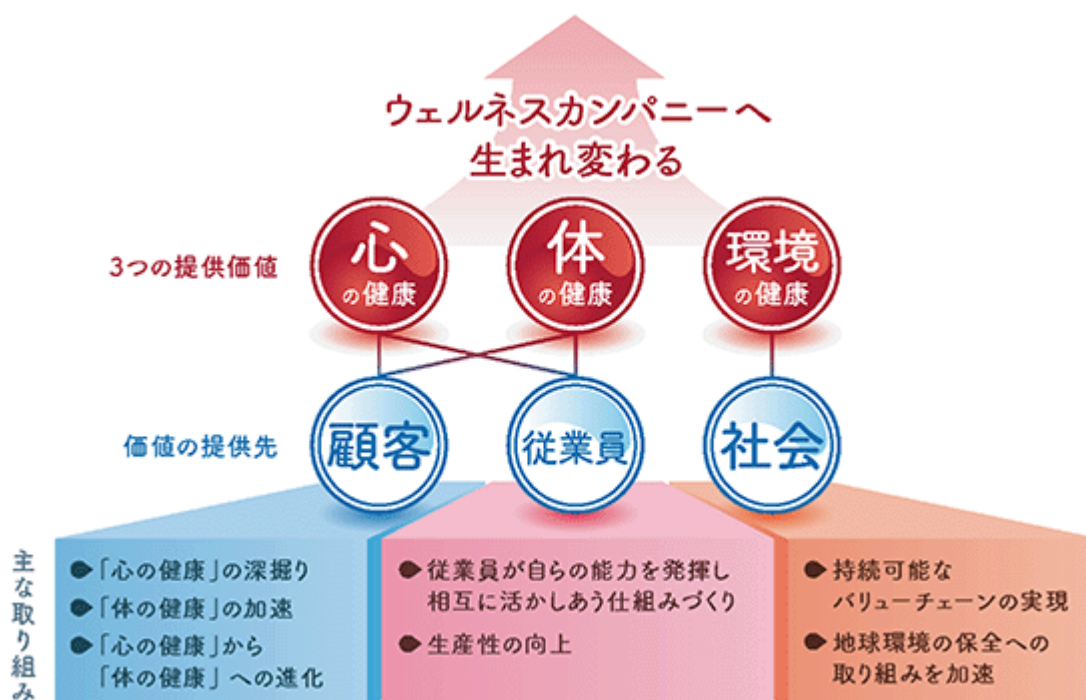 ウェルネスカンパニーへ
生まれ変わる
3つの提供価値
心
の健康
体
の健康
環境
の健康
価値の提供先
顧客
従業員
社会
主な取り組み
●「心の健康」の深掘り
●「体の健康」の加速
●「心の健康」から
「体の健康」への進化
●従業員が自らの能力を発揮し
相互に活かしあう仕組みづくり
●生産性の向上
●持続可能な
バリューチェーンの実現
●地球環境の保全への
取り組みを加速